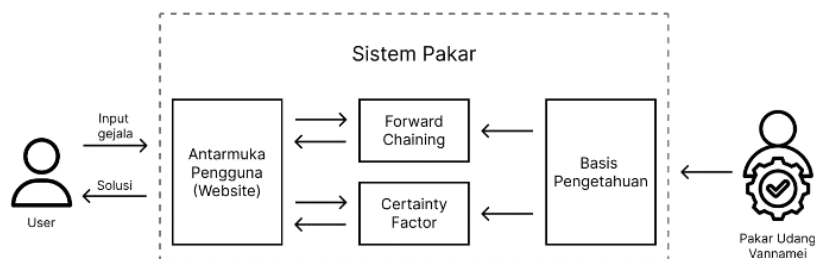 Sistem Pakar
Input
gejala
Solusi
User
Antarmuka
Pengguna
(Website)
Forward
Chaining
Certainty
Factor
Basis
Pengetahuan
Pakar Udang
Vannamei